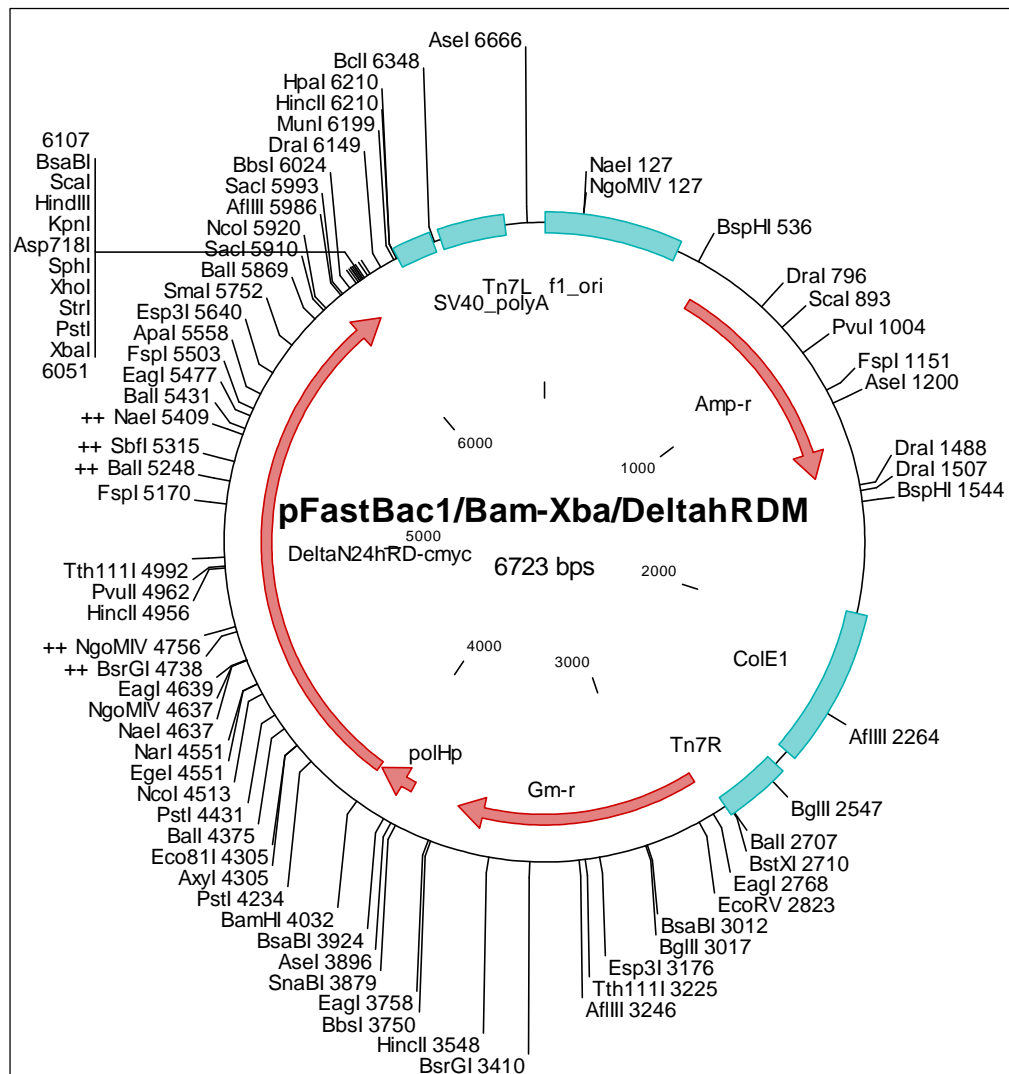 AseI 6666
BclI 6348
HpaI 6210
HincII 6210
MunI 6199
DraI 6149
BbsI 6024
SacI 5993
AflIII 5986
NcoI 5920
SacI 5910
BalI 5869
SmaI 5752
Esp3I 5640
ApaI 5558
FspI 5503
EagI 5477
BalI 5431
++ NaeI 5409
++ SbfI 5315
++ BalI 5248
FspI 5170
6107
BsaBI
ScaI
HindIII
KpnI
Asp718I
SphI
XhoI
StrI
PstI
XbaI
6051
NaeI 127
NgoMIV 127
BspHI 536
DraI 796
ScaI 893
PvuI 1004
FspI 1151
AseI 1200
DraI 1488
DraI 1507
BspHI 1544
Tn7L
f1_ori
SV40_polyA
Amp-r
6000
1000
pFastBac1/Bam-Xba/DeltahRDM
5000
DeltaN24hRD-cmyc
6723 bps
2000
4000
3000
ColE1
Tn7R
polHp
Gm-r
Tth111I 4992
PvuII 4962
HincII 4956
++ NgoMIV 4756
++ BsrGI 4738
EagI 4639
NgoMIV 4637
NaeI 4637
NarI 4551
EgeI 4551
NcoI 4513
PstI 4431
BalI 4375
Eco81I 4305
AxyI 4305
PstI 4234
BamHI 4032
BsaBI 3924
AseI 3896
SnaBI 3879
EagI 3758
BbsI 3750
HincII 3548
BsrGI 3410
AflIII 2264
BglII 2547
BalI 2707
BstXI 2710
EagI 2768
EcoRV 2823
BsaBI 3012
BglII 3017
Esp3I 3176
Tth111I 3225
AflIII 3246